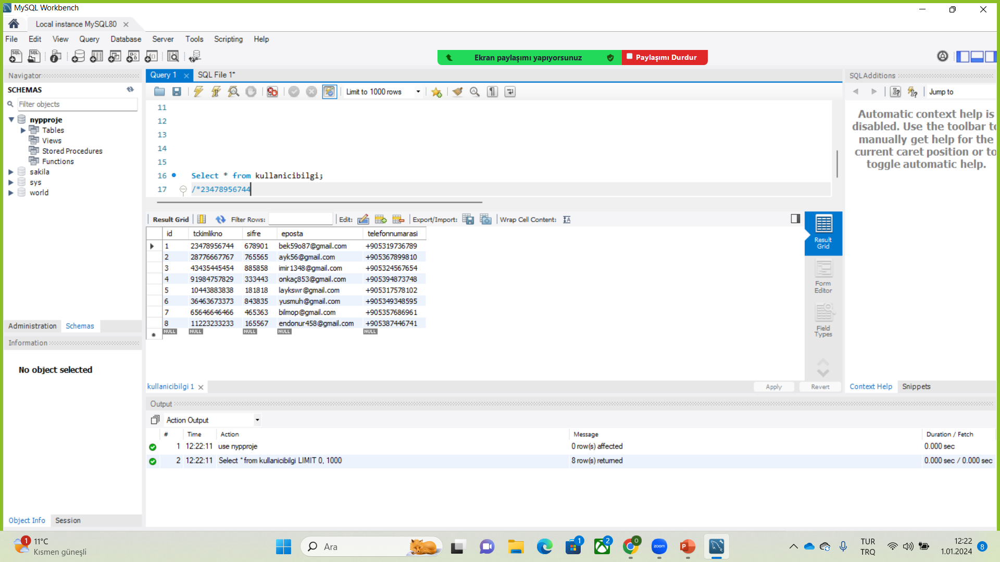 MySQL Workbench
Local instance MySQL80
File Edit View Query Database Server Tools Scripting Help
Ekran paylaşımı yapıyorsunuz Paylaşımı Durdur
Navigator
SCHEMAS
Filter objects
nypproje
Tables
Views
Stored Procedures
Functions
sakila
sys
world
Administration Schemas
Information
No object selected
Object Info Session
Query 1 SQL File 1*
Limit to 1000 rows
11
12
13
14
15
16 Select * from kullanicibilgi;
17 /*23478956744
Result Grid Filter Rows: Edit: Export/Import: Wrap Cell Content:
id tckimlikno sifre eposta telefonnumarasi
1 23478956744 678901 bek59o87@gmail.com +905319736789
2 28776667767 765565 ayk56@gmail.com +905367899810
3 43435445454 885858 imir1348@gmail.com +905324567654
4 91984757829 333443 onkaç853@gmail.com +905394873748
5 10443883838 181818 laykswr@gmail.com +905317578102
6 36463673373 843835 yusmuh@gmail.com +905349348595
7 65646646466 465363 bilmop@gmail.com +905357686961
8 11223233233 165567 endonur458@gmail.com +905387446741
NULL NULL NULL NULL NULL
Result
Grid
Form
Editor
Field
Types
kullanicibilgi 1
Apply Revert
SQLAdditions
Jump to
Automatic context help is
disabled. Use the toolbar to
manually get help for the
current caret position or to
toggle automatic help.
Context Help Snippets
Output
Action Output
# Time Action Message Duration / Fetch
1 12:22:11 use nypproje 0 row(s) affected 0.000 sec
2 12:22:11 Select * from kullanicibilgi LIMIT 0, 1000 8 row(s) returned 0.000 sec / 0.000 sec
1
11°C
Kısmen güneşli
Ara
1
2
0
zoom
TUR
TRQ
12:22
1.01.2024
8